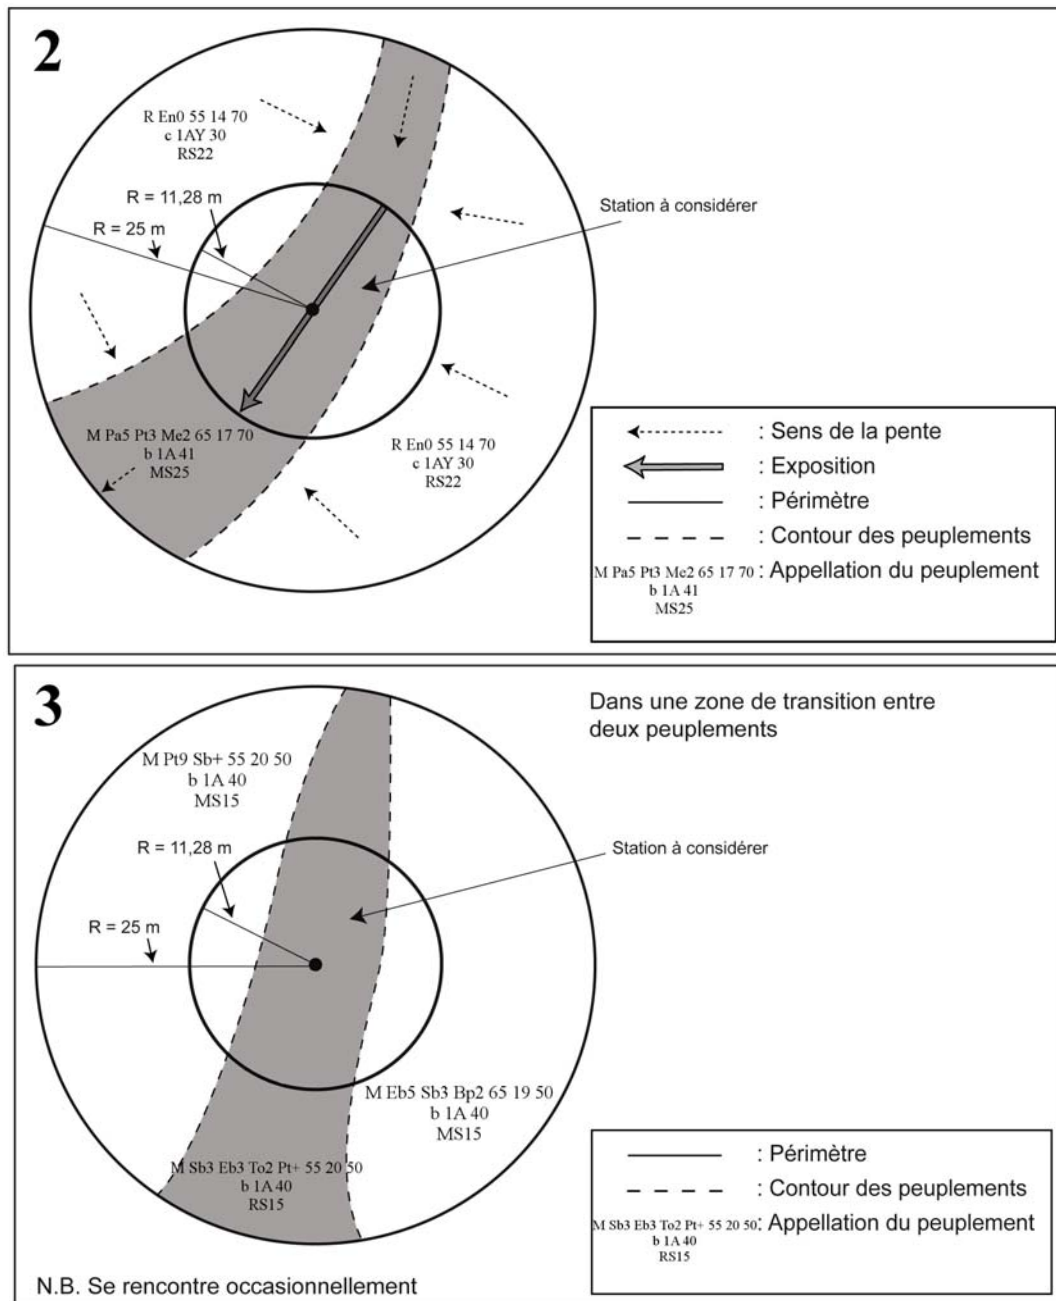 2
R En0 55 14 70
c 1AY 30
RS22
R = 11,28 m
R = 25 m
Station à considérer
M Pa5 Pt3 Me2 65 17 70
b 1A 41
MS25
R En0 55 14 70
c 1AY 30
RS22
: Sens de la pente
: Exposition
: Périmètre
: Contour des peuplements
M Pa5 Pt3 Me2 65 17 70 : Appellation du peuplement
b 1A 41
MS25
3
Dans une zone de transition entre
deux peuplements
M Pt9 Sb+ 55 20 50
b 1A 40
MS15
R = 11,28 m
Station à considérer
R = 25 m
M Eb5 Sb3 Bp2 65 19 50
b 1A 40
MS15
M Sb3 Eb3 To2 Pt+ 55 20 50
b 1A 40
RS15
: Périmètre
: Contour des peuplements
M Sb3 Eb3 To2 Pt+ 55 20 50 : Appellation du peuplement
b 1A 40
RS15
N.B. Se rencontre occasionnellement